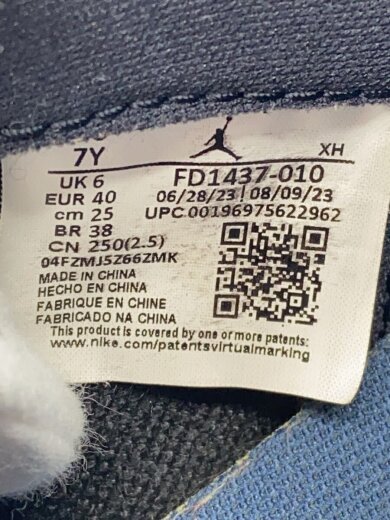 7Y XH
UK 6 FD1437-010
EUR 40 06/28/23 | 08/09/23
cm 25 UPC 00196975622962
BR 38
CN 250(2.5)
04FZMJ5Z66ZMK
MADE IN CHINA
HECHO EN CHINA
FABRIQUE EN CHINE
FABRICADO NA CHINA
This product is covered by one or more patents:
www.nike.com/patentsvirtualmarking